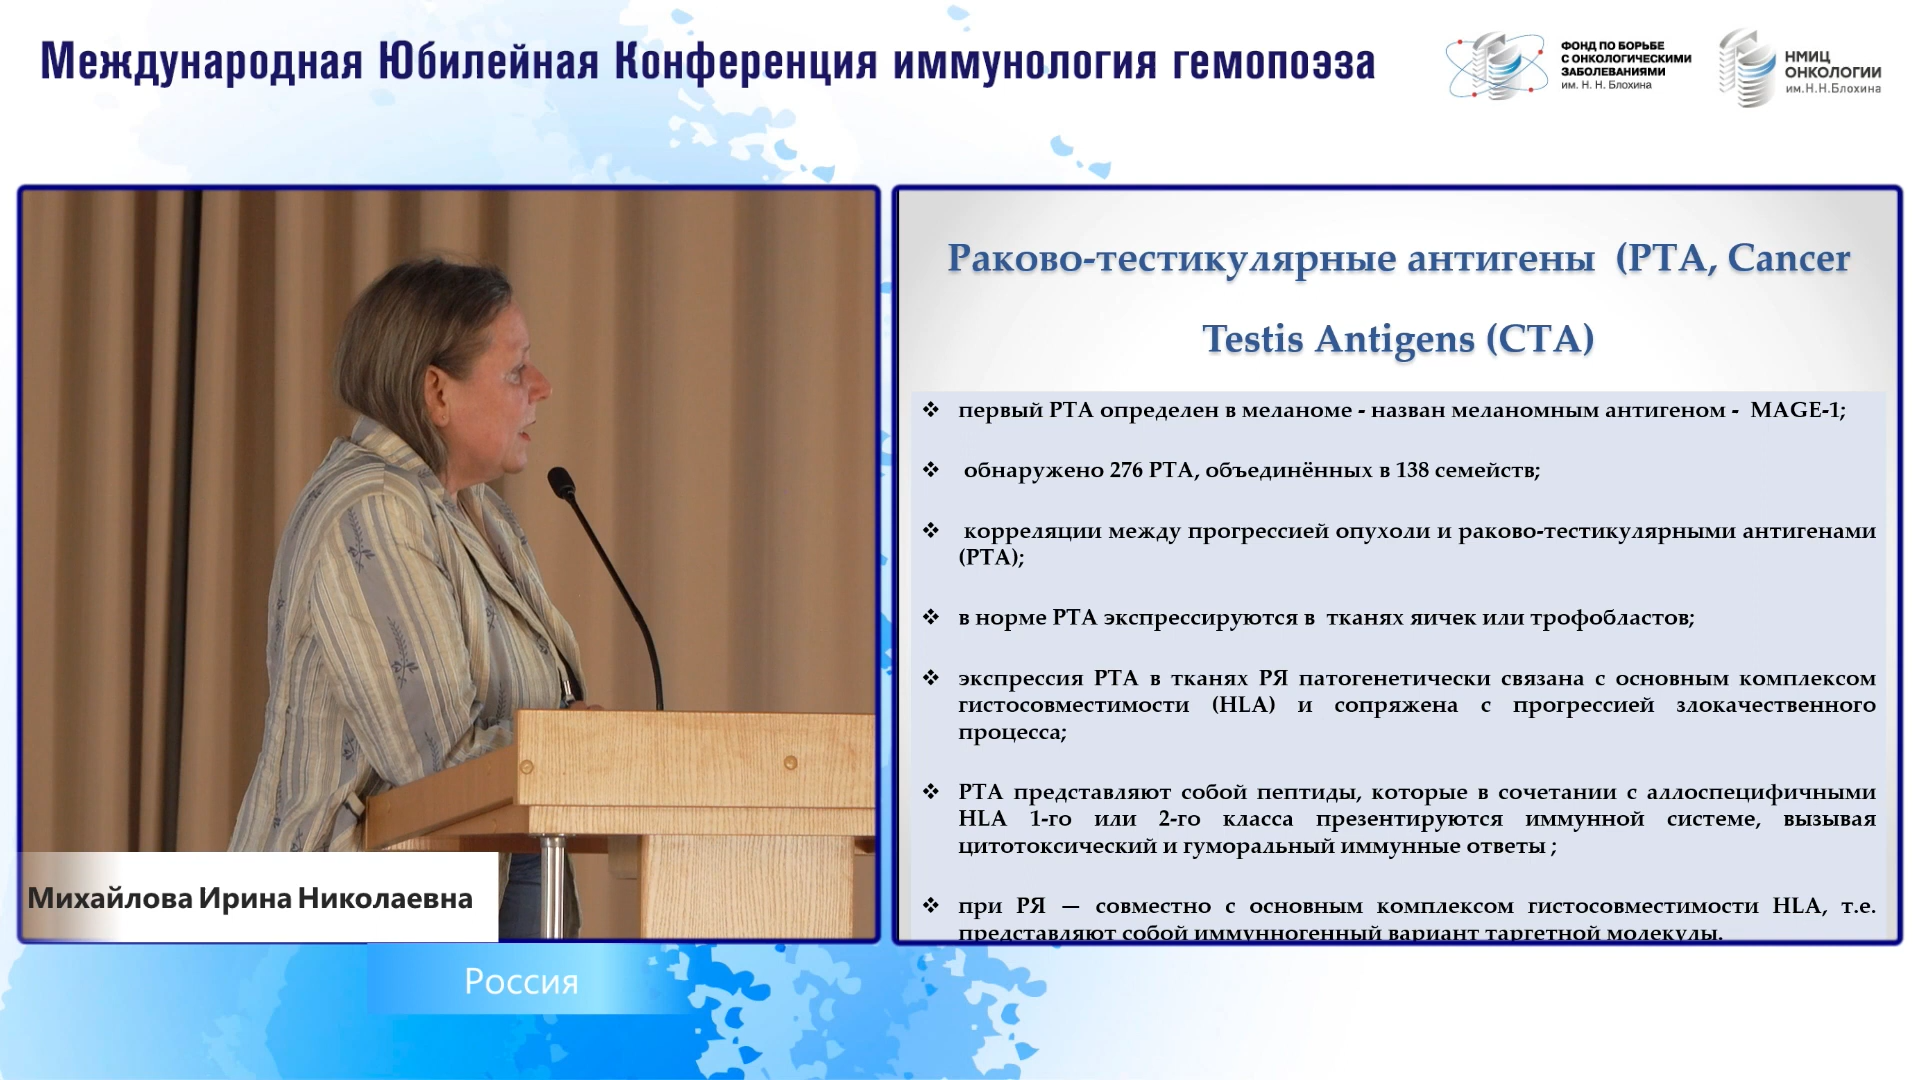 Международная Юбилейная Конференция иммунология гемопоэза
ФОНД ПО БОРЬБЕ
С ОНКОЛОГИЧЕСКИМИ
ЗАБОЛЕВАНИЯМИ
им. Н. Н. Блохина
НМИЦ
ОНКОЛОГИИ
им.Н.Н.Блохина
Раково-тестикулярные антигены (РТА, Cancer
Testis Antigens (CTA)
❖ первый РТА определен в меланоме - назван меланомным антигеном - MAGE-1;
❖ обнаружено 276 РТА, объединённых в 138 семейств;
❖ корреляции между прогрессией опухоли и раково-тестикулярными антигенами
(РТА);
❖ в норме РТА экспрессируются в тканях яичек или трофобластов;
❖ экспрессия РТА в тканях РЯ патогенетически связана с основным комплексом
гистосовместимости (HLA) и сопряжена с прогрессией злокачественного
процесса;
❖ РТА представляют собой пептиды, которые в сочетании с аллоспецифичными
HLA 1-го или 2-го класса презентируются иммунной системе, вызывая
цитотоксический и гуморальный иммунные ответы ;
❖ при РЯ — совместно с основным комплексом гистосовместимости HLA, т.е.
представляют собой иммунногенный вариант таргетной молекулы.
Михайлова Ирина Николаевна
Россия